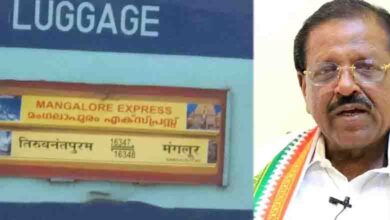 LUGGAGE
MANGALORE EXPRESS
മംഗലാപുരം എക്സ്പ്രസ്സ്
तिरुवनंतपुरम 16347 मंगलूर
16348